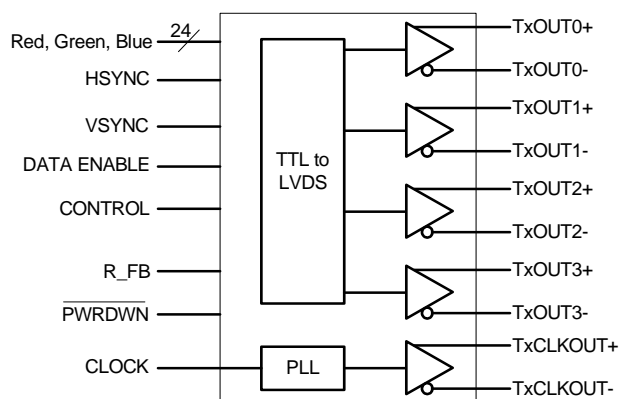 Red, Green, Blue
24
HSYNC
VSYNC
DATA ENABLE
CONTROL
R_FB
PWRDWN
CLOCK
TTL to
LVDS
PLL
TxOUT0+
TxOUT0-
TxOUT1+
TxOUT1-
TxOUT2+
TxOUT2-
TxOUT3+
TxOUT3-
TxCLKOUT+
TxCLKOUT-